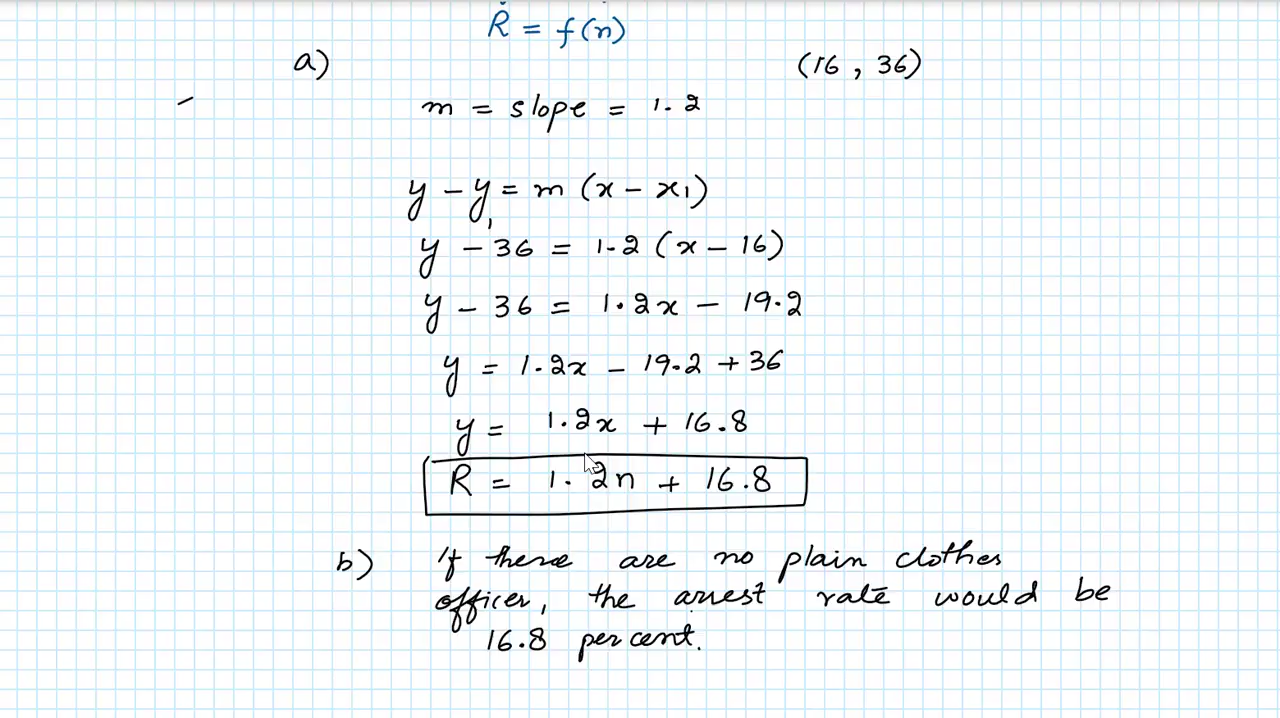 R = f(n)
a) (16, 36)
m = slope = 1.2
y - y₁ = m (x - x₁)
y - 36 = 1.2 (x - 16)
y - 36 = 1.2x - 19.2
y = 1.2x - 19.2 + 36
y = 1.2x + 16.8
R = 1.2n + 16.8
b) If there are no plain clothes
officer, the arrest rate would be
16.8 percent.